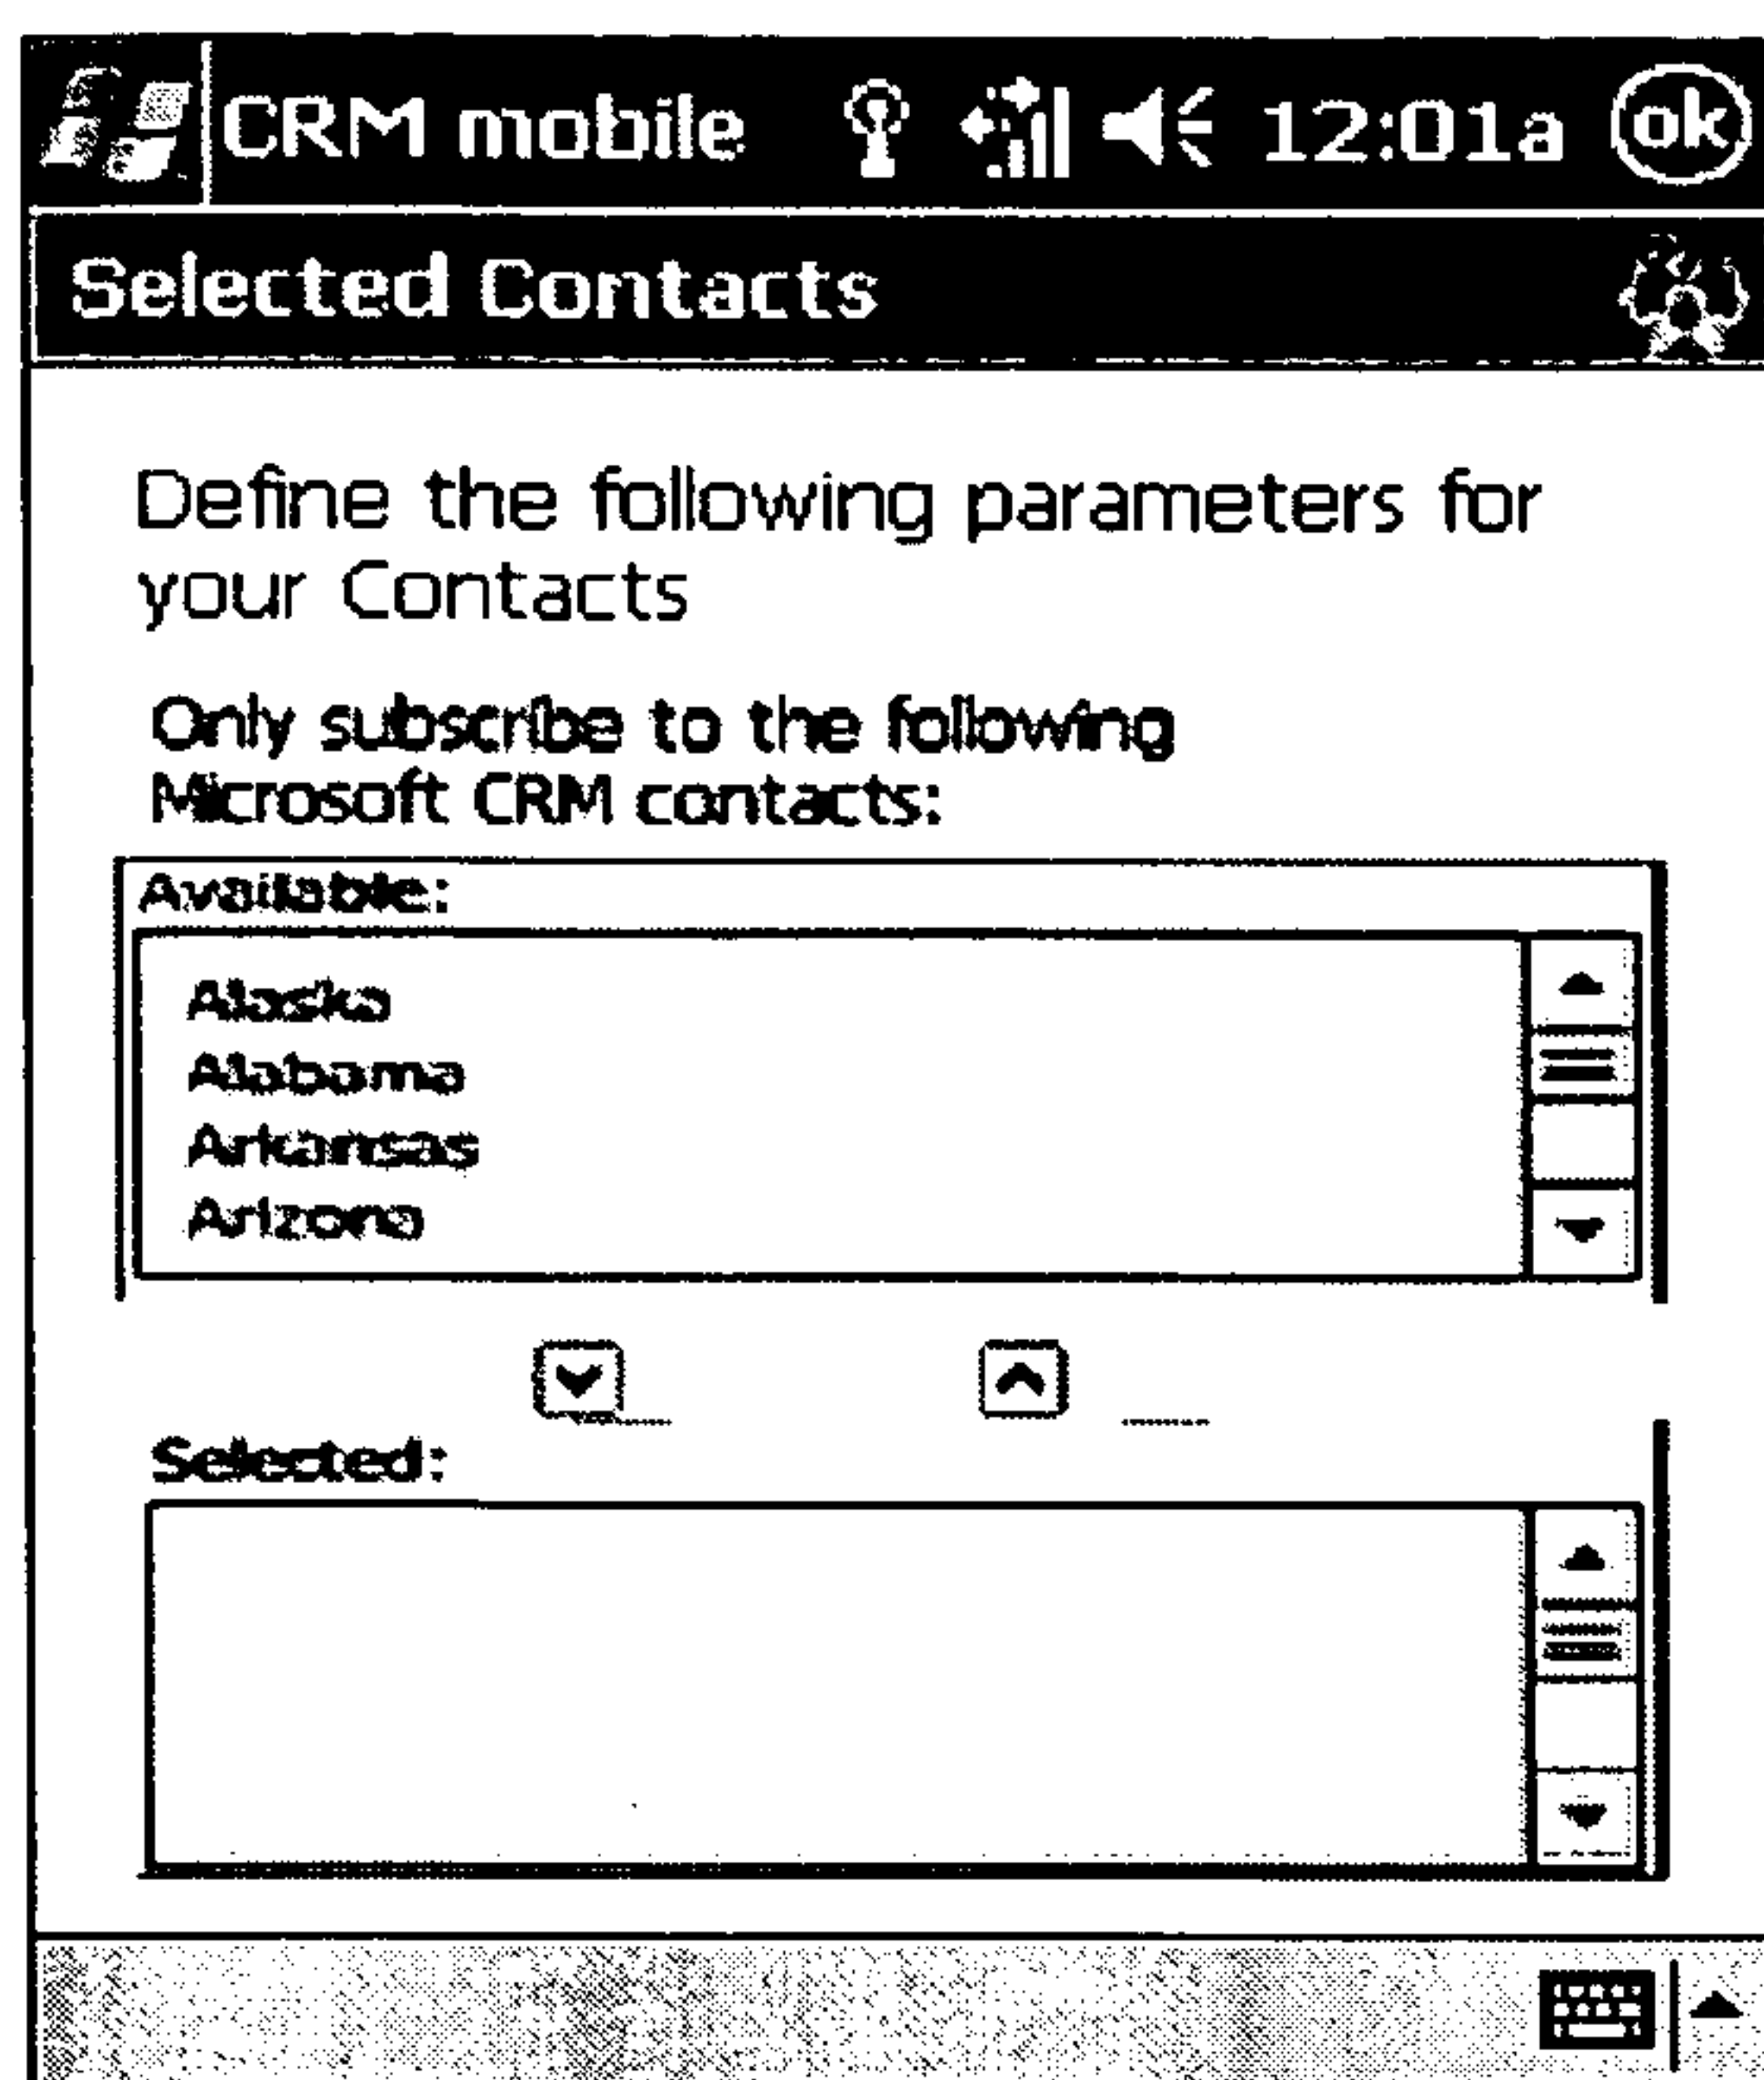 CRM mobile 12:01a ok
Selected Contacts
Define the following parameters for
your Contacts
Only subscribe to the following
Microsoft CRM contacts:
Available:
Alaska
Alabama
Arkansas
Arizona
Selected: